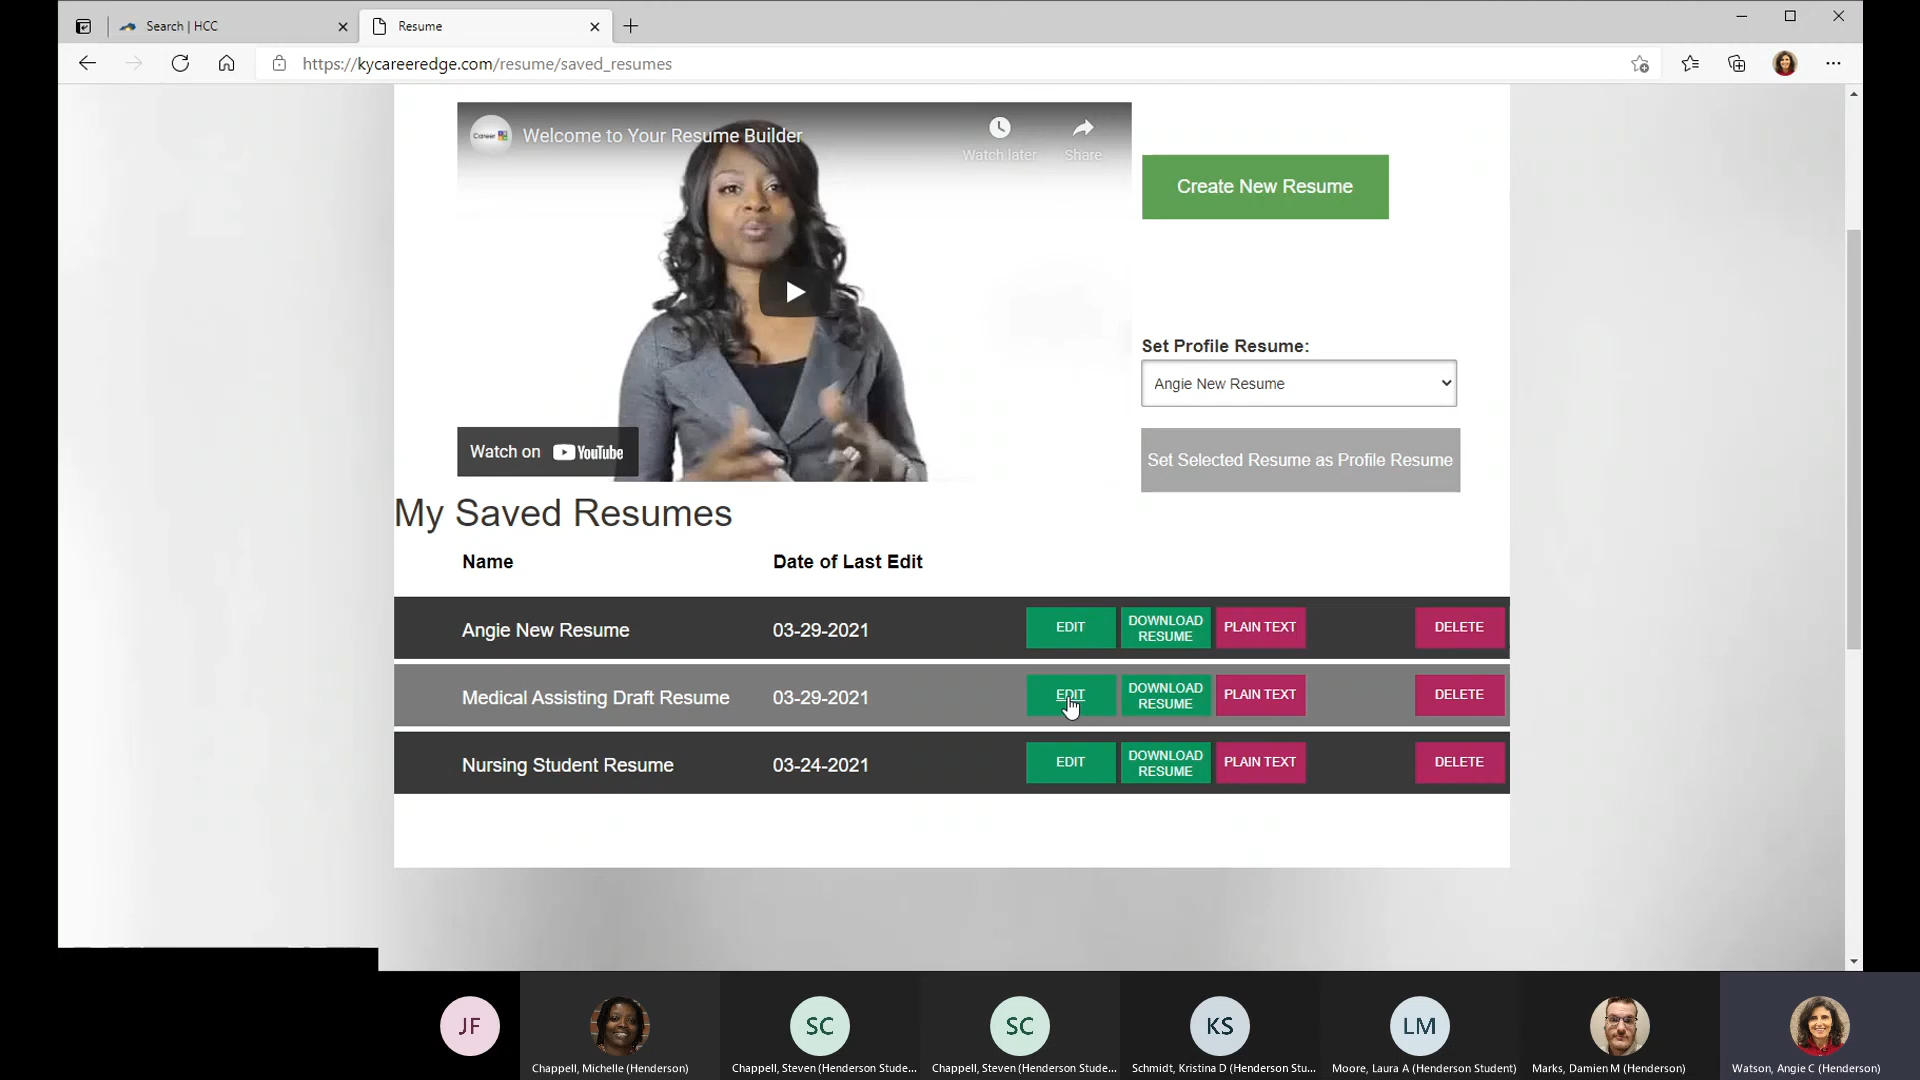 Search | HCC
Resume
https://kycareeredge.com/resume/saved_resumes
Career
Welcome to Your Resume Builder
Watch later
Share
Create New Resume
Set Profile Resume:
Angie New Resume
Watch on YouTube
Set Selected Resume as Profile Resume
My Saved Resumes
Name Date of Last Edit
Angie New Resume 03-29-2021 EDIT DOWNLOAD RESUME PLAIN TEXT DELETE
Medical Assisting Draft Resume 03-29-2021 EDIT DOWNLOAD RESUME PLAIN TEXT DELETE
Nursing Student Resume 03-24-2021 EDIT DOWNLOAD RESUME PLAIN TEXT DELETE
JF SC SC KS LM
Chappell, Michelle (Henderson) Chappell, Steven (Henderson Stude... Chappell, Steven (Henderson Stude... Schmidt, Kristina D (Henderson Stu... Moore, Laura A (Henderson Student) Marks, Damien M (Henderson) Watson, Angie C (Henderson)